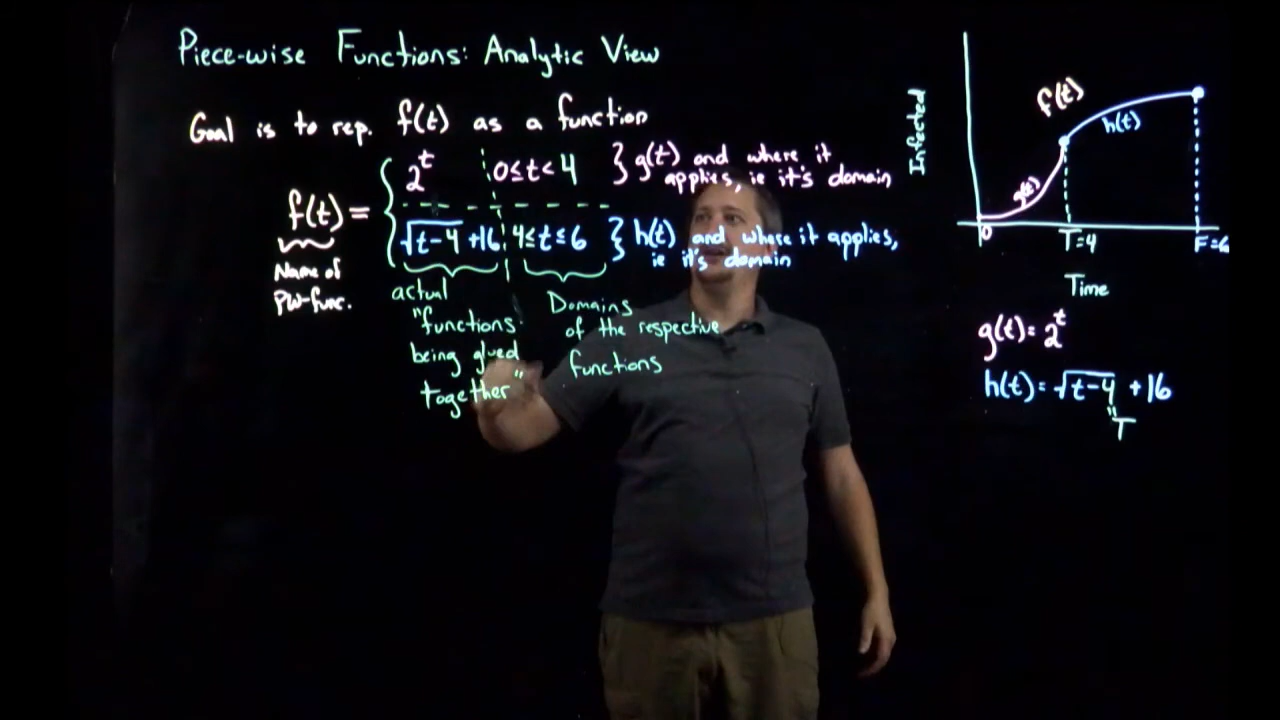 Piece-wise Functions: Analytic View
Goal is to rep. f(t) as a function
2^t 0≤t<4 } g(t) and where it
applies, ie it's domain
f(t) = {
√(t-4) +16 4≤t≤6 } h(t) and where it applies,
ie it's domain
Name of
PW-func.
actual
"functions
being glued
together"
Domains
of the respective
functions
Infected
f(t)
h(t)
g(t)
0 T=4 F=6
Time
g(t)= 2^t
h(t)= √(t-4) +16
"
T